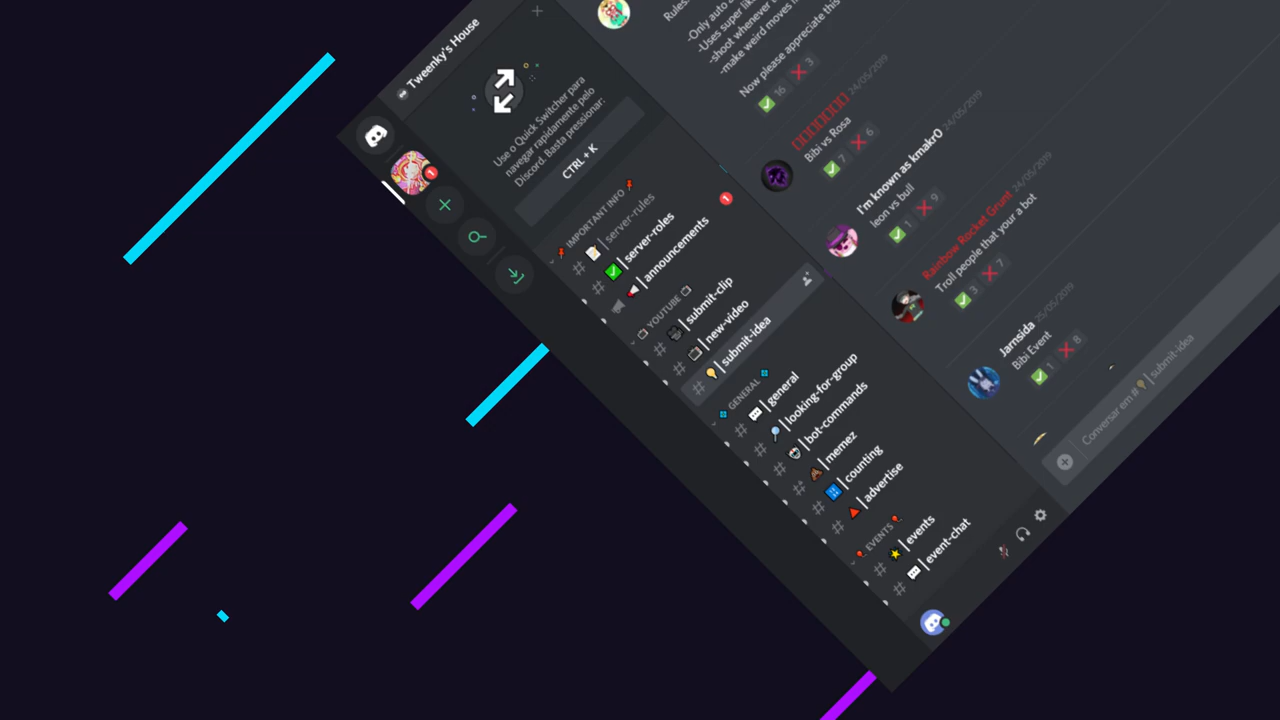 Tweenky's House
Use o Quick Switcher para
navegar rapidamente pelo
Discord. Basta pressionar:
CTRL + K
IMPORTANT INFO
server-rules
server-roles
announcements
1
1
YOUTUBE
submit-clip
new-video
submit-idea
GENERAL
general
looking-for-group
bot-commands
memez
counting
advertise
EVENTS
events
event-chat
Rules:
-Only auto a
-Uses super lik
-shoot whenever t
-make weird moves i
Now please appreciate this
16 3
24/05/2019
Bibi vs Rosa
7 6
I'm known as kmakrO 24/05/2019
leon vs bull
1 9
Rainbow Rocket Grunt 24/05/2019
Troll people that your a bot
3 7
Jarnsida 25/05/2019
Bibi Event
1 8
Conversar em # | submit-idea